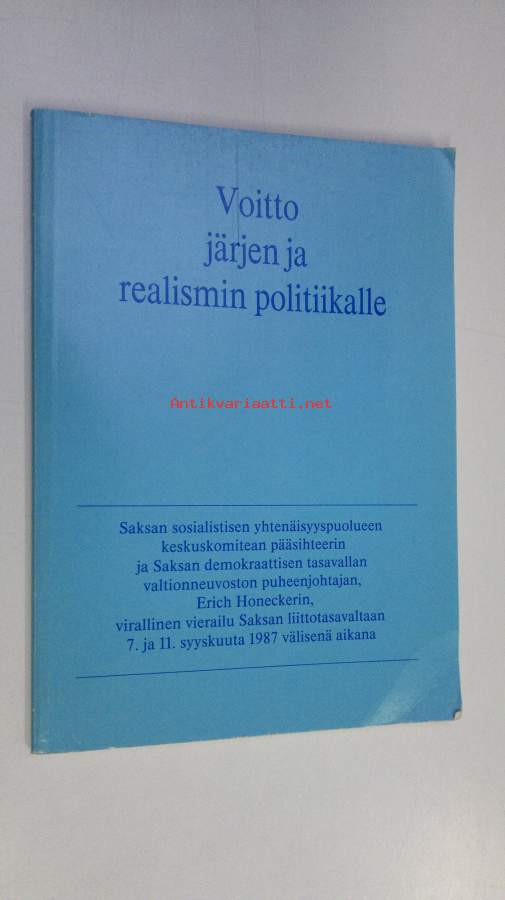 Voitto
järjen ja
realismin politiikalle
Antikvariaatti.net
Saksan sosialistisen yhtenäisyyspuolueen
keskuskomitean pääsihteerin
ja Saksan demokraattisen tasavallan
valtionneuvoston puheenjohtajan,
Erich Honeckerin,
virallinen vierailu Saksan liittotasavaltaan
7. ja 11. syyskuuta 1987 välisenä aikana